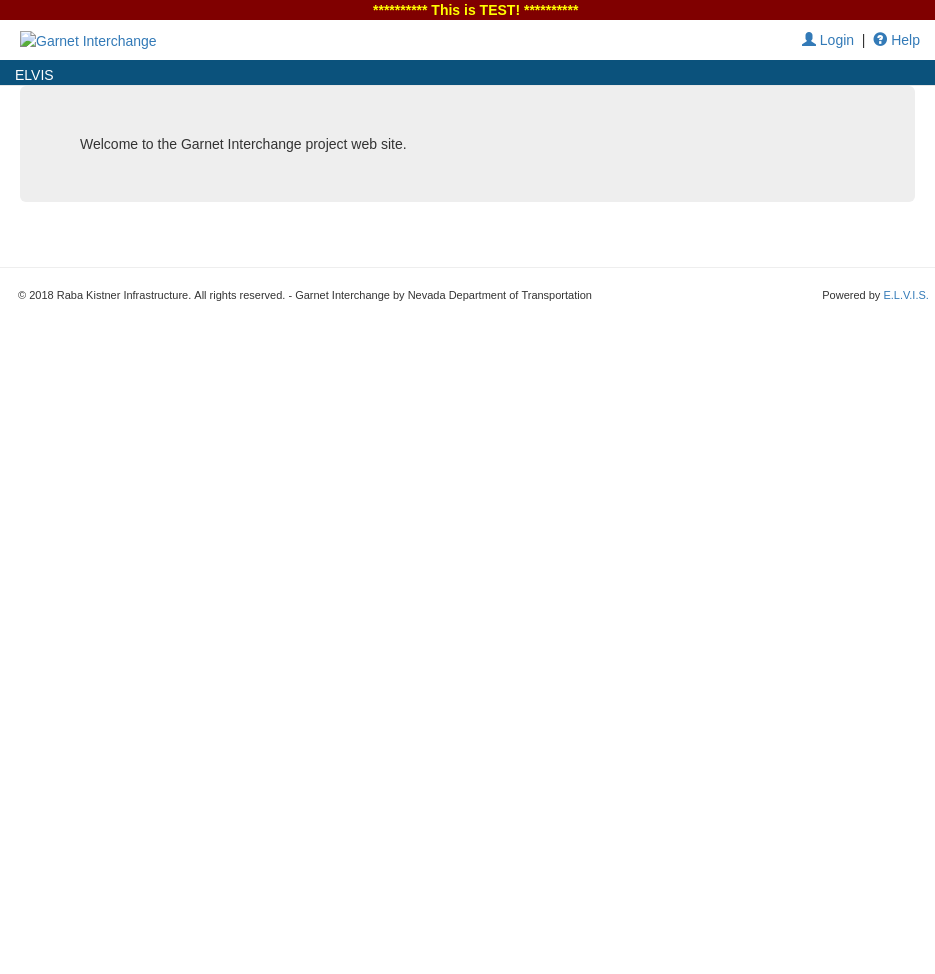 ********** This is TEST! **********
Garnet Interchange
Login | Help
ELVIS
Welcome to the Garnet Interchange project web site.
© 2018 Raba Kistner Infrastructure. All rights reserved. - Garnet Interchange by Nevada Department of Transportation
Powered by E.L.V.I.S.